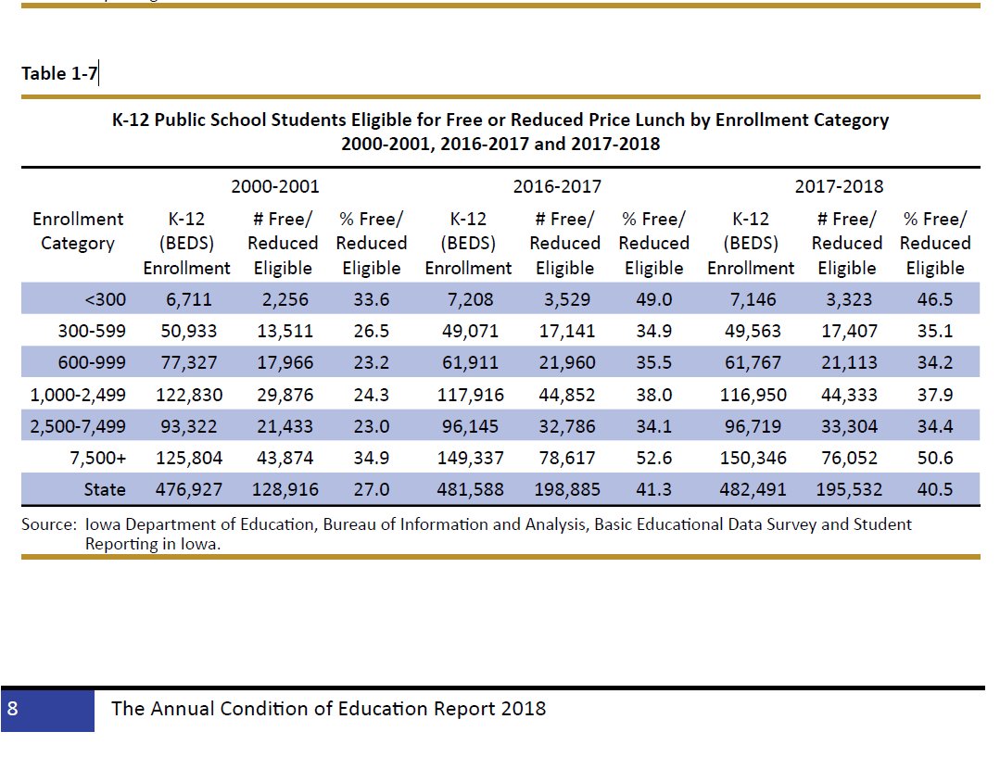 Table 1-7
K-12 Public School Students Eligible for Free or Reduced Price Lunch by Enrollment Category
2000-2001, 2016-2017 and 2017-2018
2000-2001 2016-2017 2017-2018
Enrollment K-12 # Free/ % Free/ K-12 # Free/ % Free/ K-12 # Free/ % Free/
Category (BEDS) Reduced Reduced (BEDS) Reduced Reduced (BEDS) Reduced Reduced
Enrollment Eligible Eligible Enrollment Eligible Eligible Enrollment Eligible Eligible
<300 6,711 2,256 33.6 7,208 3,529 49.0 7,146 3,323 46.5
300-599 50,933 13,511 26.5 49,071 17,141 34.9 49,563 17,407 35.1
600-999 77,327 17,966 23.2 61,911 21,960 35.5 61,767 21,113 34.2
1,000-2,499 122,830 29,876 24.3 117,916 44,852 38.0 116,950 44,333 37.9
2,500-7,499 93,322 21,433 23.0 96,145 32,786 34.1 96,719 33,304 34.4
7,500+ 125,804 43,874 34.9 149,337 78,617 52.6 150,346 76,052 50.6
State 476,927 128,916 27.0 481,588 198,885 41.3 482,491 195,532 40.5
Source: Iowa Department of Education, Bureau of Information and Analysis, Basic Educational Data Survey and Student
Reporting in Iowa.
8 The Annual Condition of Education Report 2018